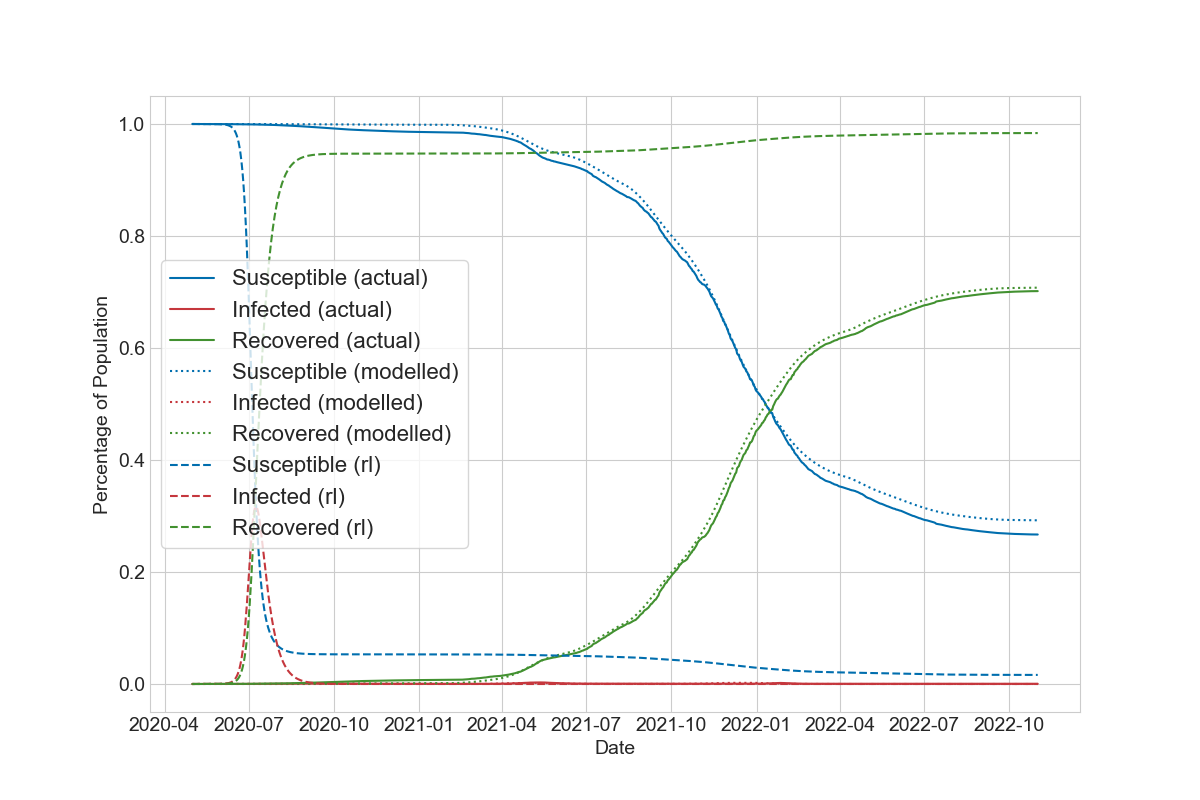 1.0
0.8
0.6
0.4
0.2
0.0
Percentage of Population
Susceptible (actual)
Infected (actual)
Recovered (actual)
Susceptible (modelled)
Infected (modelled)
Recovered (modelled)
Susceptible (rl)
Infected (rl)
Recovered (rl)
2020-04 2020-07 2020-10 2021-01 2021-04 2021-07 2021-10 2022-01 2022-04 2022-07 2022-10
Date